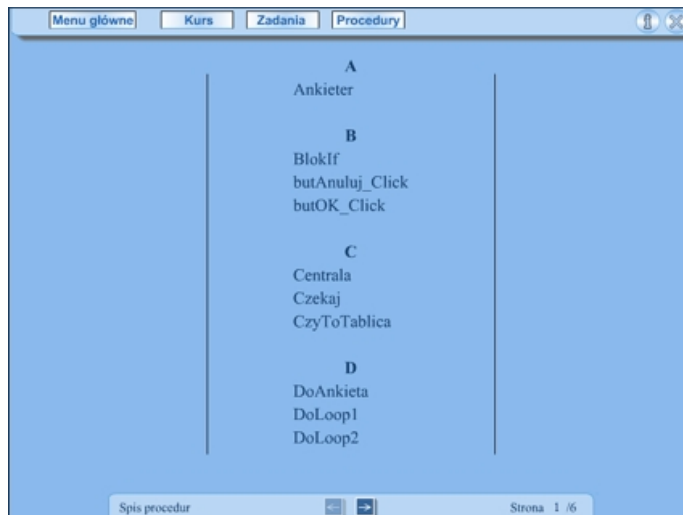 Menu główne Kurs Zadania Procedury
A
Ankieter
B
BlokIf
butAnuluj_Click
butOK_Click
C
Centrala
Czekaj
CzyToTablica
D
DoAnkieta
DoLoop1
DoLoop2
Spis procedur Strona 1 /6